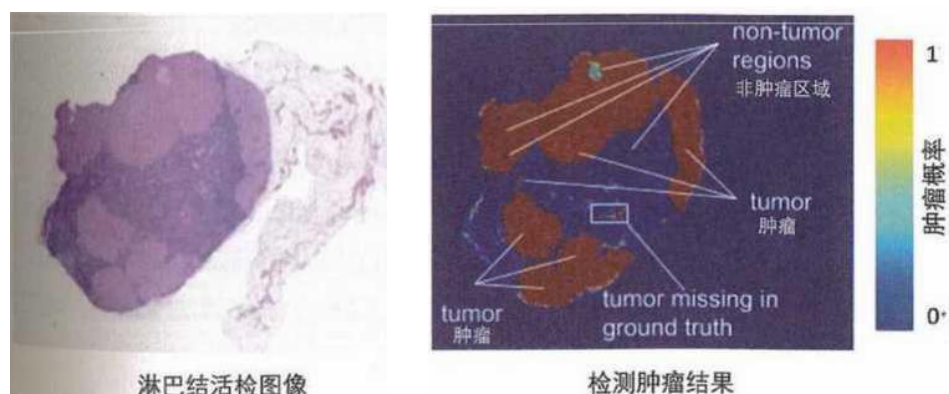 non-tumor
regions
非肿瘤区域
tumor
肿瘤
tumor
肿瘤
tumor missing in
ground truth
1
肿瘤概率
0
淋巴结活检图像
检测肿瘤结果